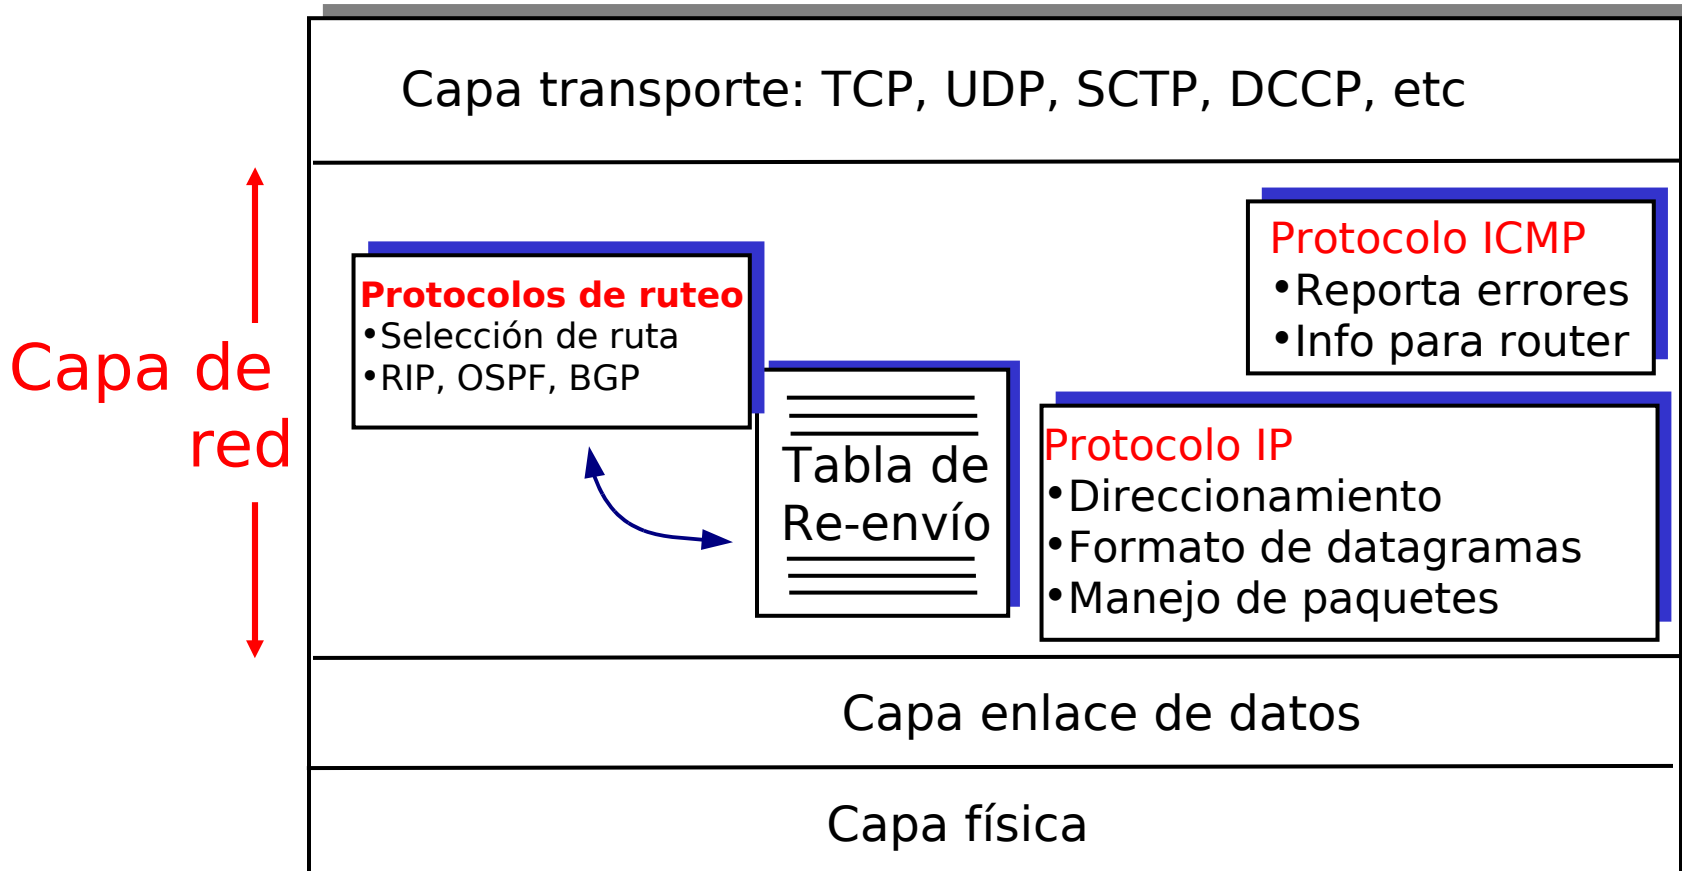 Capa transporte: TCP, UDP, SCTP, DCCP, etc
Capa de
red
Protocolos de ruteo
•Selección de ruta
•RIP, OSPF, BGP
Tabla de
Re-envío
Protocolo ICMP
•Reporta errores
•Info para router
Protocolo IP
•Direccionamiento
•Formato de datagramas
•Manejo de paquetes
Capa enlace de datos
Capa física